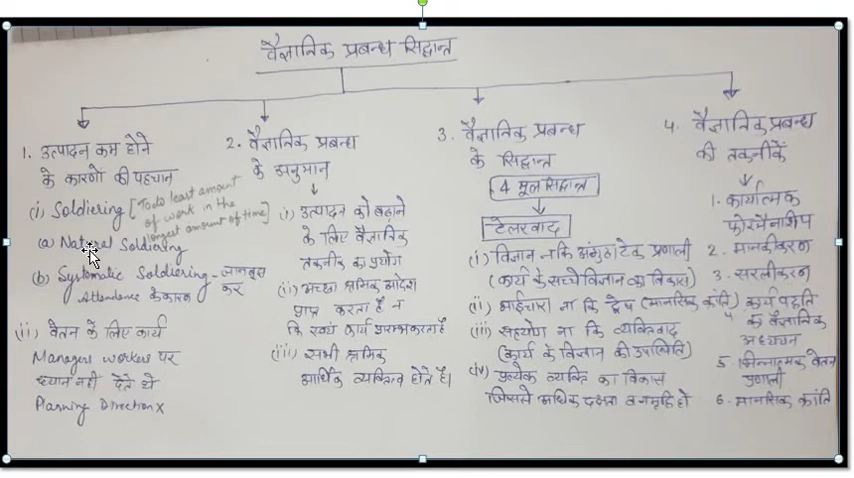 वैज्ञानिक प्रबन्ध सिद्धान्त
1. उत्पादन कम होने
के कारणों की पहचान
(i) Soldiering [To do least amount
of work in the
largest amount of time]
(a) Natural Soldiering
(b) Systematic Soldiering - जानबूझ
कर
Attendence के कारण
(ii) वेतन के लिए कार्य
Managers workers पर
ध्यान नही देते थे
Planning Direction X
2. वैज्ञानिक प्रबन्ध
के अनुमान
(i) उत्पादन को बढ़ाने
के लिए वैज्ञानिक
तकनीक का प्रयोग
(ii) अच्छा श्रमिक आदेश
प्राप्त करता है न
कि स्वयं कार्य प्रारम्भ करता है
(iii) सभी श्रमिक
आर्थिक व्यक्तित्व होते है।
3. वैज्ञानिक प्रबन्ध
के सिद्धान्त
4 मूल सिद्धान्त
टेलरवाद
(i) विज्ञान न कि अंगुठा टेक प्रणाली
(कार्य के सच्चे विज्ञान का विकास)
(ii) भाईचारा ना कि द्वेष (मानसिक क्रांति)
(iii) सहयोग ना कि व्यक्तिवाद
(कार्य के विज्ञान की उपस्थिति)
(iv) प्रत्येक व्यक्ति का विकास
जिससे अधिक दक्षता व समृद्धि हो
4. वैज्ञानिक प्रबन्ध
की तकनीकें
1. कार्यात्मक
फोरमैनशिप
2. मानकीकरण
3. सरलीकरण
4 कार्य पद्दति
के वैज्ञानिक
अध्ययन
5. भिन्नात्मक वेतन
प्रणाली
6. मानसिक क्रांति